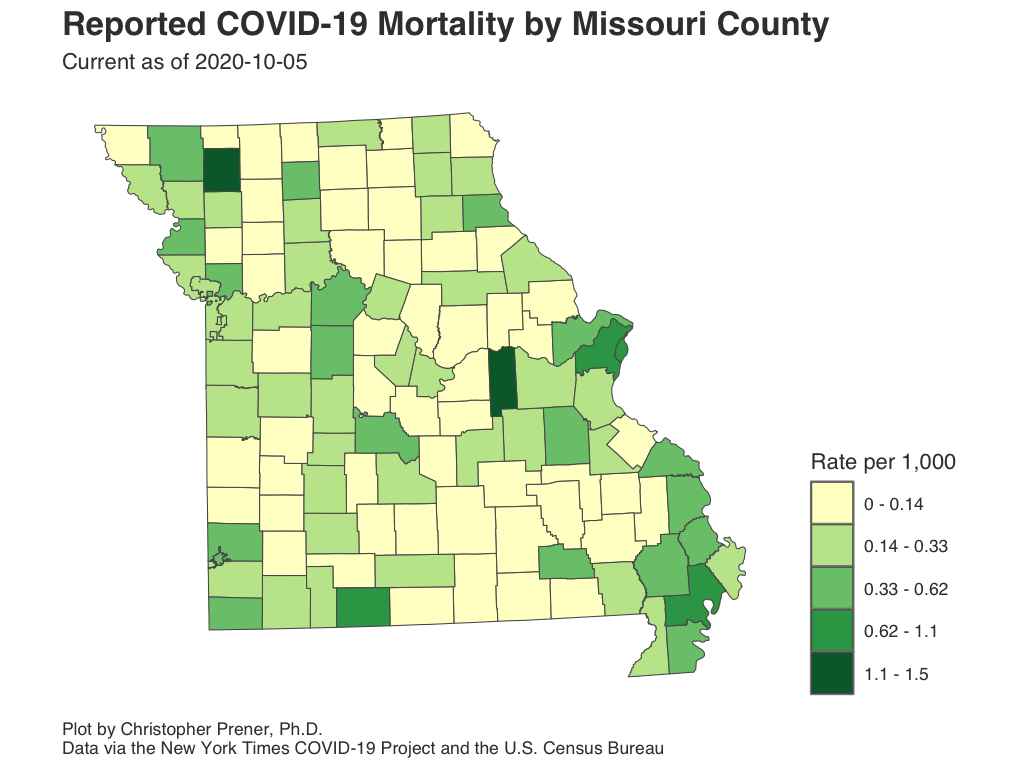 Reported COVID-19 Mortality by Missouri County
Current as of 2020-10-05
Rate per 1,000
0 - 0.14
0.14 - 0.33
0.33 - 0.62
0.62 - 1.1
1.1 - 1.5
Plot by Christopher Prener, Ph.D.
Data via the New York Times COVID-19 Project and the U.S. Census Bureau